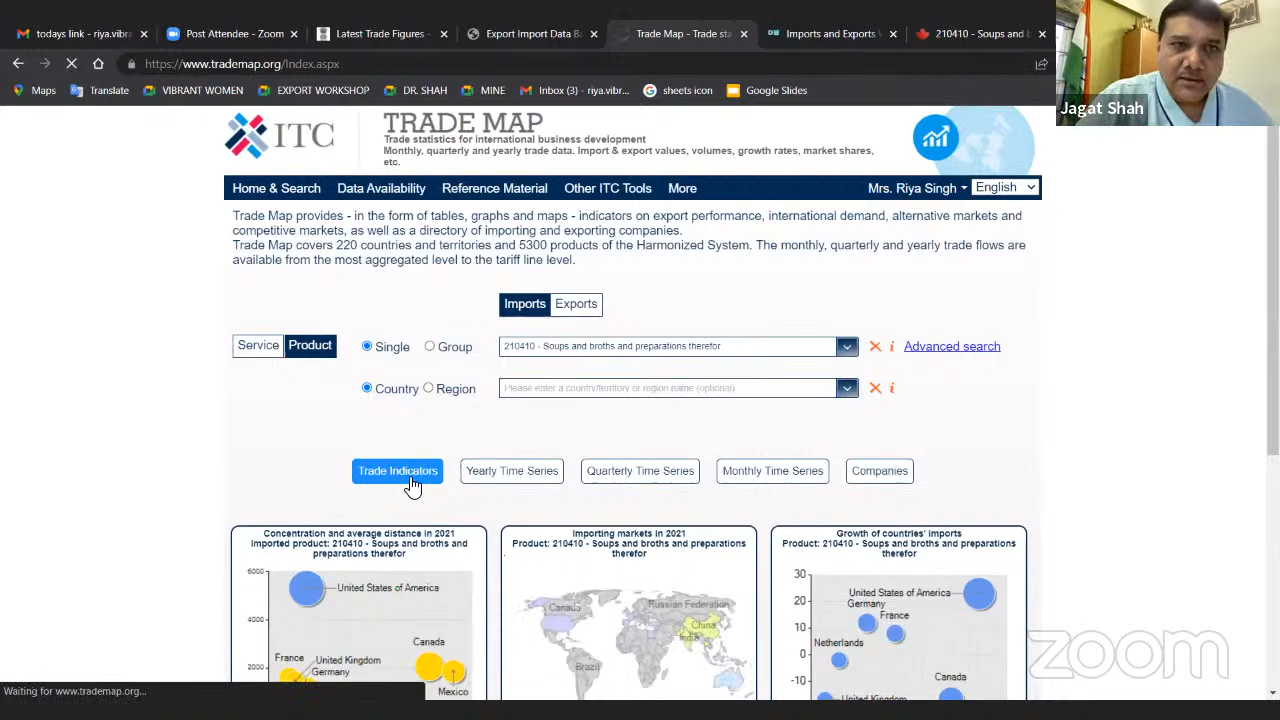 todays link - riya.vibra
Post Attendee - Zoom
Latest Trade Figures -
Export Import Data Ba
Trade Map - Trade sta
Imports and Exports V
210410 - Soups and b
https://www.trademap.org/Index.aspx
Maps
Translate
VIBRANT WOMEN
EXPORT WORKSHOP
DR. SHAH
MINE
Inbox (3) - riya.vibr...
sheets icon
Google Slides
Jagat Shah
ITC
TRADE MAP
Trade statistics for international business development
Monthly, quarterly and yearly trade data. Import & export values, volumes, growth rates, market shares,
etc.
Home & Search
Data Availability
Reference Material
Other ITC Tools
More
Mrs. Riya Singh
English
Trade Map provides - in the form of tables, graphs and maps - indicators on export performance, international demand, alternative markets and
competitive markets, as well as a directory of importing and exporting companies.
Trade Map covers 220 countries and territories and 5300 products of the Harmonized System. The monthly, quarterly and yearly trade flows are
available from the most aggregated level to the tariff line level.
Imports
Exports
Service
Product
Single
Group
210410 - Soups and broths and preparations therefor
Advanced search
Country
Region
Please enter a country/territory or region name (optional)
Trade Indicators
Yearly Time Series
Quarterly Time Series
Monthly Time Series
Companies
Concentration and average distance in 2021
Imported product: 210410 - Soups and broths and
preparations therefor
6000
4000
2000
United States of America
Canada
France
United Kingdom
Germany
Mexico
Importing markets in 2021
Product: 210410 - Soups and broths and preparations
therefor
Canada
Russian Federation
China
India
Brazil
Growth of countries' imports
Product: 210410 - Soups and broths and preparations
therefor
30
20
10
0
-10
United States of America
Germany
France
Netherlands
Canada
United Kingdom
zoom
Waiting for www.trademap.org...